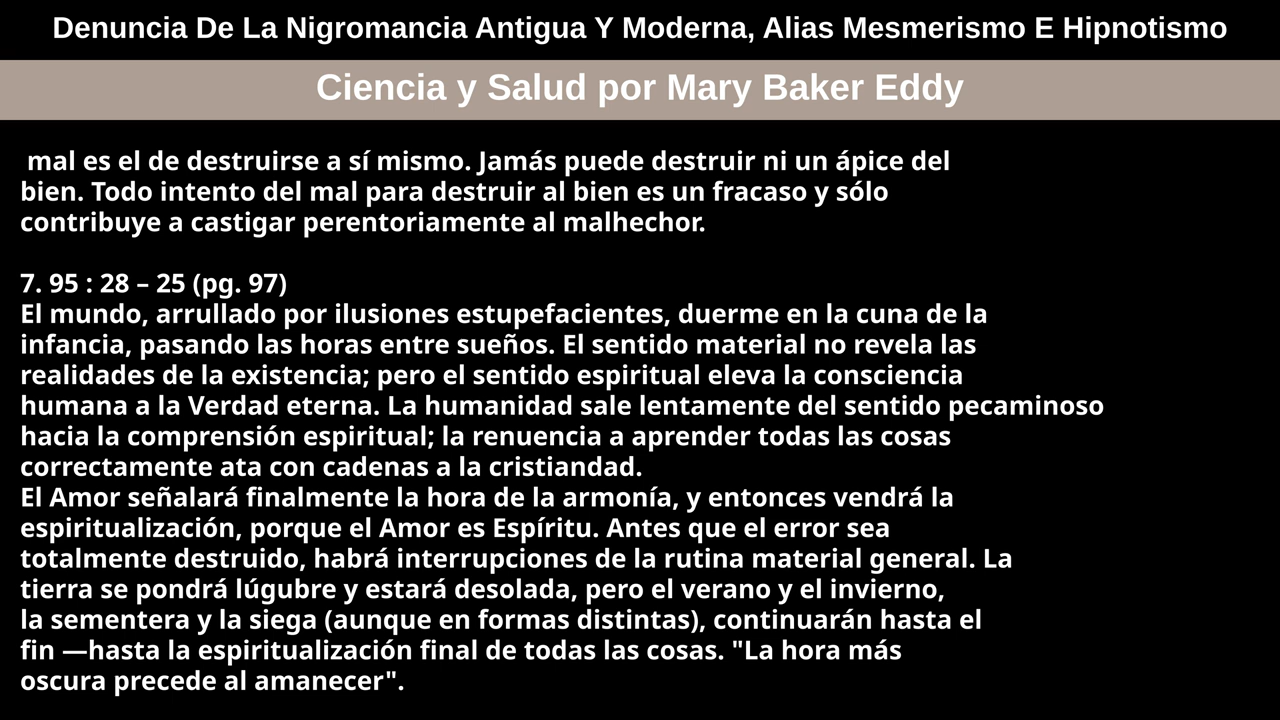 Denuncia De La Nigromancia Antigua Y Moderna, Alias Mesmerismo E Hipnotismo
Ciencia y Salud por Mary Baker Eddy
mal es el de destruirse a sí mismo. Jamás puede destruir ni un ápice del
bien. Todo intento del mal para destruir al bien es un fracaso y sólo
contribuye a castigar perentoriamente al malhechor.
7. 95 : 28 – 25 (pg. 97)
El mundo, arrullado por ilusiones estupefacientes, duerme en la cuna de la
infancia, pasando las horas entre sueños. El sentido material no revela las
realidades de la existencia; pero el sentido espiritual eleva la consciencia
humana a la Verdad eterna. La humanidad sale lentamente del sentido pecaminoso
hacia la comprensión espiritual; la renuencia a aprender todas las cosas
correctamente ata con cadenas a la cristiandad.
El Amor señalará finalmente la hora de la armonía, y entonces vendrá la
espiritualización, porque el Amor es Espíritu. Antes que el error sea
totalmente destruido, habrá interrupciones de la rutina material general. La
tierra se pondrá lúgubre y estará desolada, pero el verano y el invierno,
la sementera y la siega (aunque en formas distintas), continuarán hasta el
fin —hasta la espiritualización final de todas las cosas. "La hora más
oscura precede al amanecer".